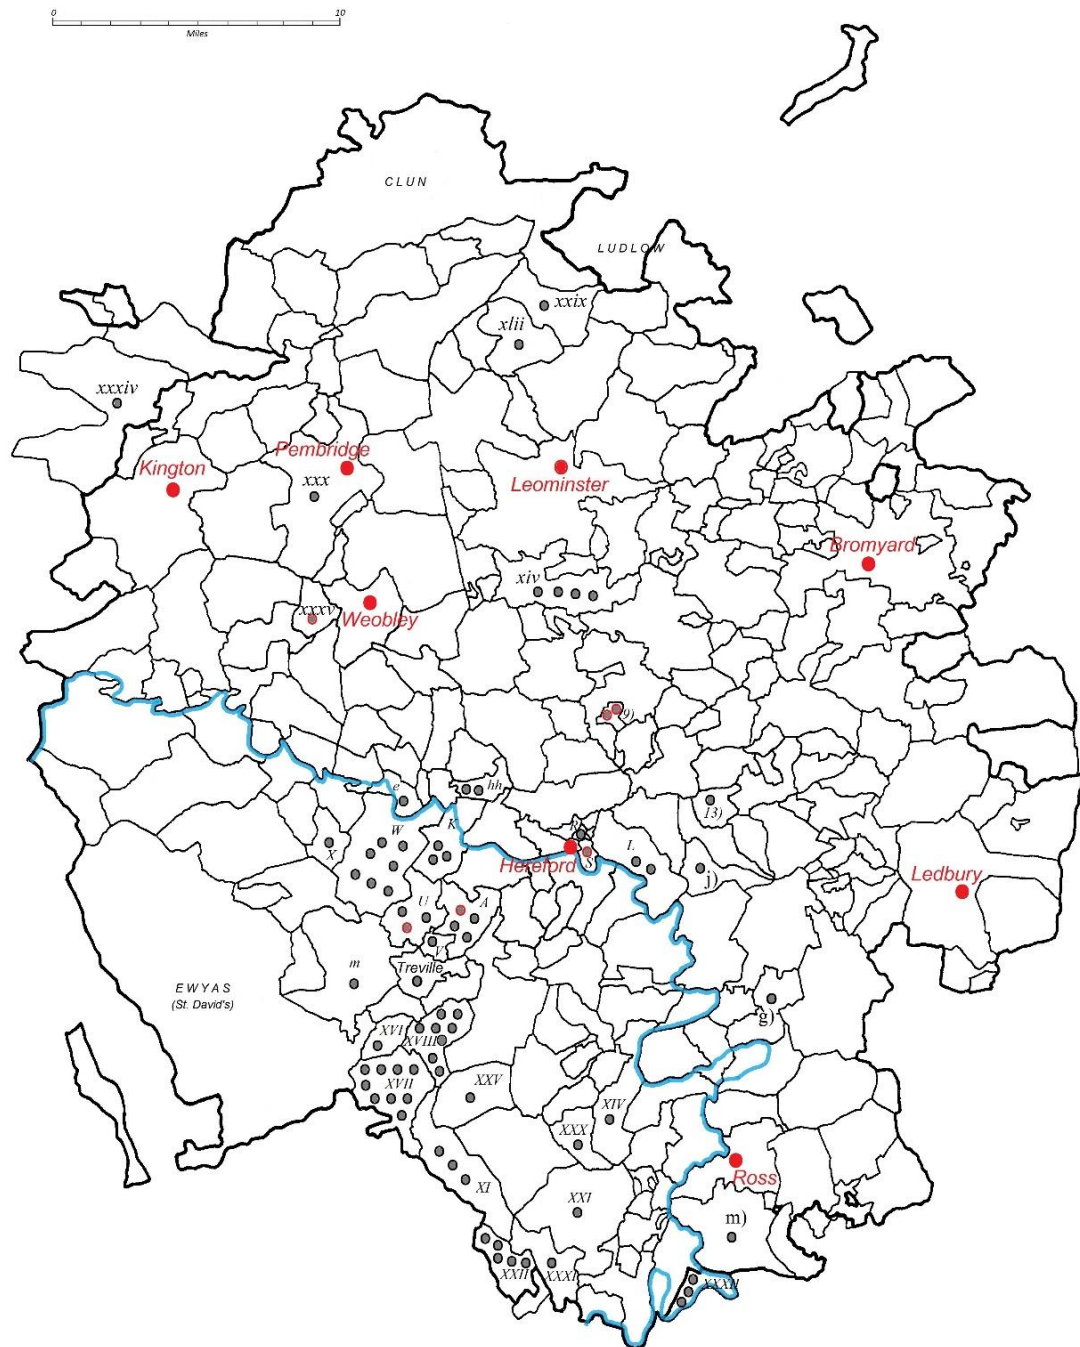 0 10
Miles
CLUN
LUDLOW
xxix
xlii
xxxiv
Pembridge
Kington
xxx
Leominster
Bromyard
xiv
xxxv
Weobley
(9)
e
hh
13)
W
K
X
R
Hereford
S
L
j)
Ledbury
U
A
V
m
Treville
EWYAS
(St. David's)
g)
XVI
XVIII
XVII
XXV
XIV
XXX
Ross
XI
XXI
m)
XXII
XXXI
XXXII